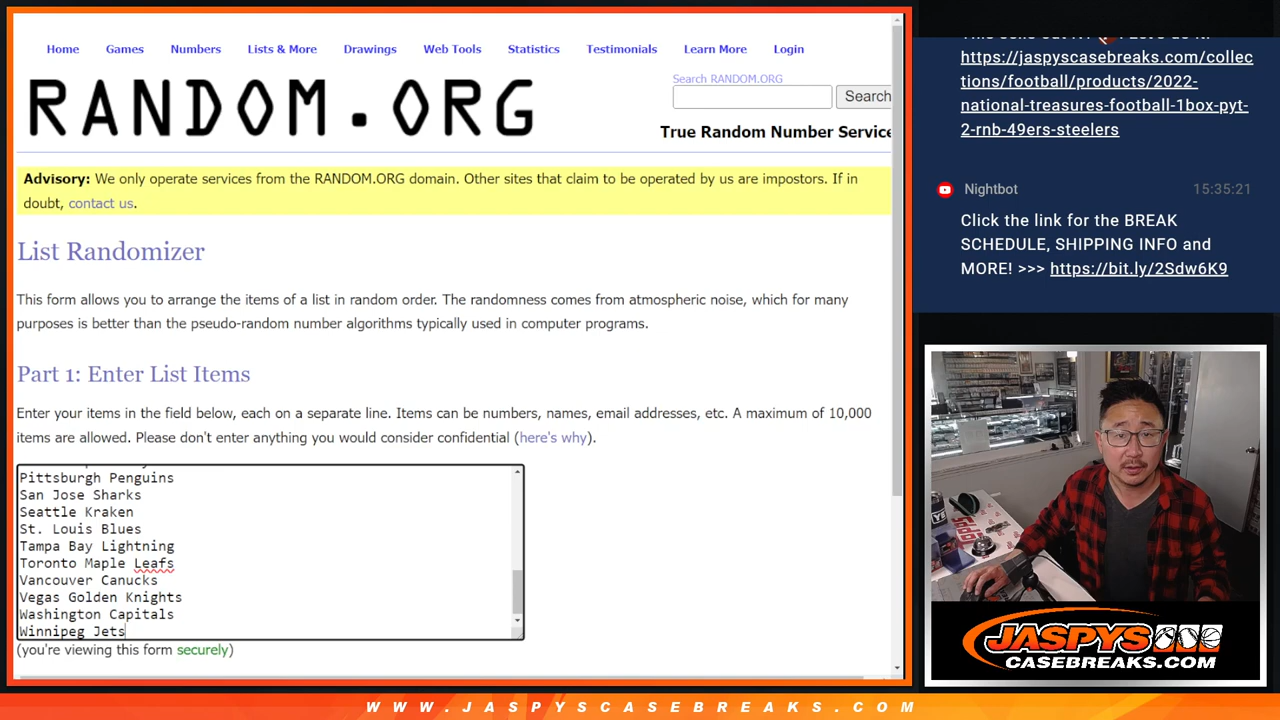 Home Games Numbers Lists & More Drawings Web Tools Statistics Testimonials Learn More Login
RANDOM.ORG
Search RANDOM.ORG
Search
True Random Number Service
Advisory: We only operate services from the RANDOM.ORG domain. Other sites that claim to be operated by us are impostors. If in
doubt, contact us.
List Randomizer
This form allows you to arrange the items of a list in random order. The randomness comes from atmospheric noise, which for many
purposes is better than the pseudo-random number algorithms typically used in computer programs.
Part 1: Enter List Items
Enter your items in the field below, each on a separate line. Items can be numbers, names, email addresses, etc. A maximum of 10,000
items are allowed. Please don't enter anything you would consider confidential (here's why).
Pittsburgh Penguins
San Jose Sharks
Seattle Kraken
St. Louis Blues
Tampa Bay Lightning
Toronto Maple Leafs
Vancouver Canucks
Vegas Golden Knights
Washington Capitals
Winnipeg Jets
(you're viewing this form securely)
https://jaspyscasebreaks.com/collec
tions/football/products/2022-
national-treasures-football-1box-pyt-
2-rnb-49ers-steelers
Nightbot 15:35:21
Click the link for the BREAK
SCHEDULE, SHIPPING INFO and
MORE! >>> https://bit.ly/2Sdw6K9
JASPYS
CASEBREAKS.COM
WWW.JASPYSCASEBREAKS.COM